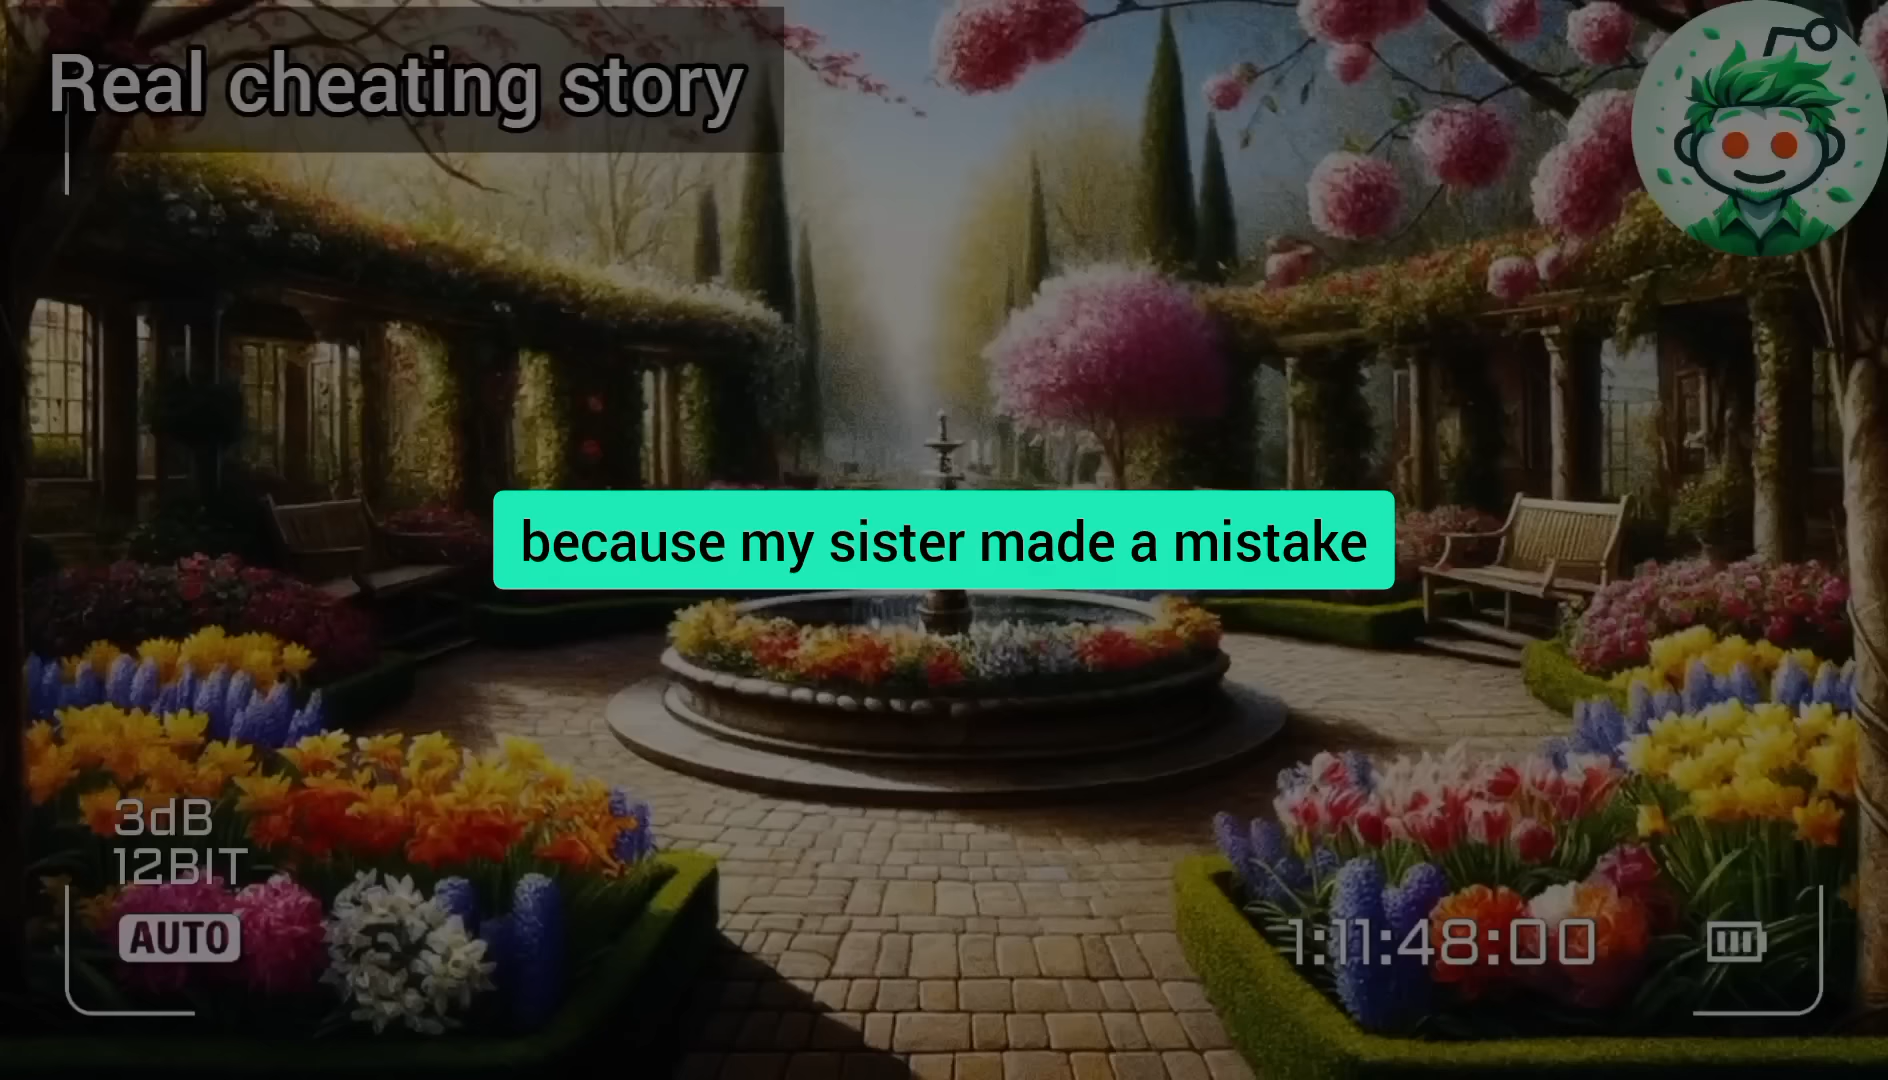 Real cheating story
because my sister made a mistake
3dB
12BIT
AUTO
1:11:48:00